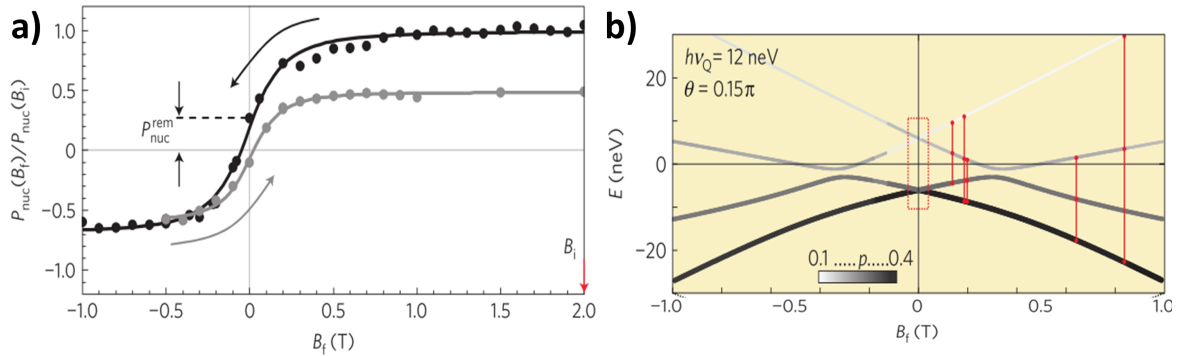 a)
1.0
0.5
0
−0.5
−1.0
P_nuc(B_f)/P_nuc(B_i)
P_nuc^rem
B_i
−1.0 −0.5 0 0.5 1.0 1.5 2.0
B_f (T)
b)
hν_Q = 12 neV
θ = 0.15π
20
0
−20
E (neV)
0.1 .....p.....0.4
−1.0 −0.5 0 0.5 1.0
B_f (T)